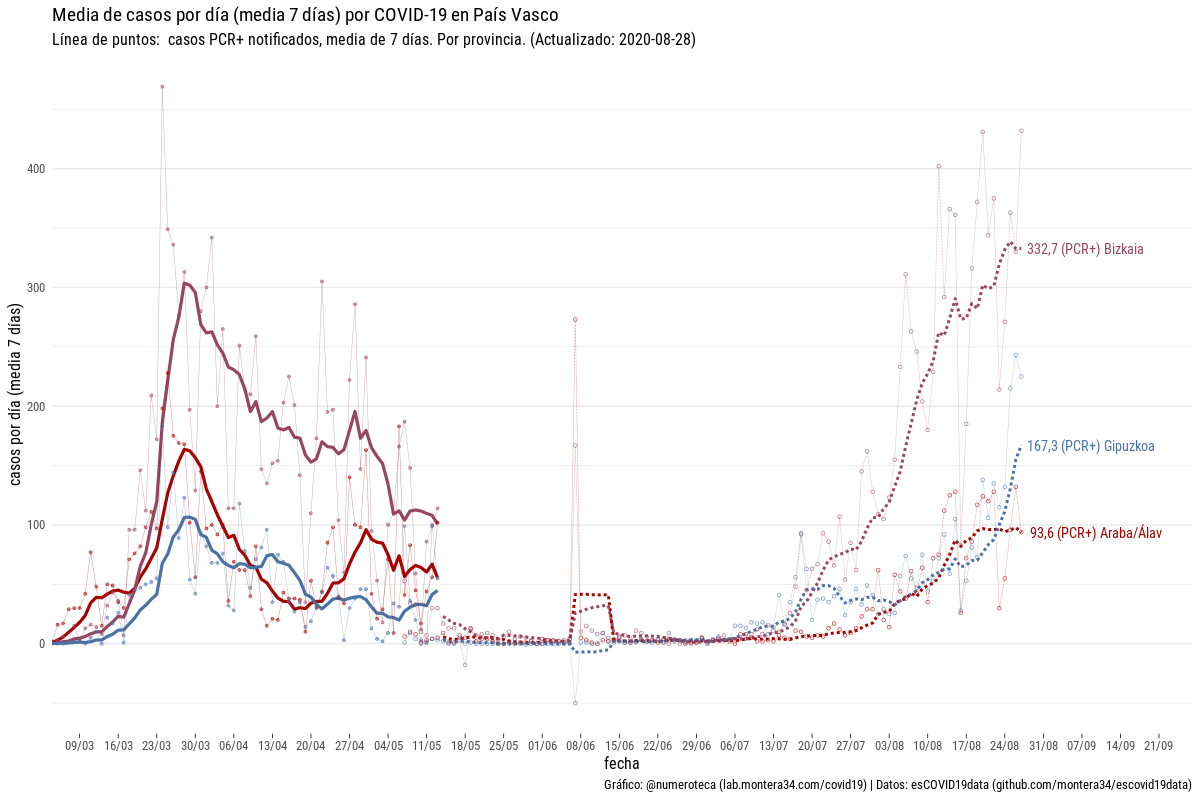 Media de casos por día (media 7 días) por COVID-19 en País Vasco
Línea de puntos:  casos PCR+ notificados, media de 7 días. Por provincia. (Actualizado: 2020-08-28)
casos por día (media 7 días)
400
300
200
100
0
332,7 (PCR+) Bizkaia
167,3 (PCR+) Gipuzkoa
93,6 (PCR+) Araba/Álav
09/03 16/03 23/03 30/03 06/04 13/04 20/04 27/04 04/05 11/05 18/05 25/05 01/06 08/06 15/06 22/06 29/06 06/07 13/07 20/07 27/07 03/08 10/08 17/08 24/08 31/08 07/09 14/09 21/09
fecha
Gráfico: @numeroteca (lab.montera34.com/covid19) | Datos: esCOVID19data (github.com/montera34/escovid19data)